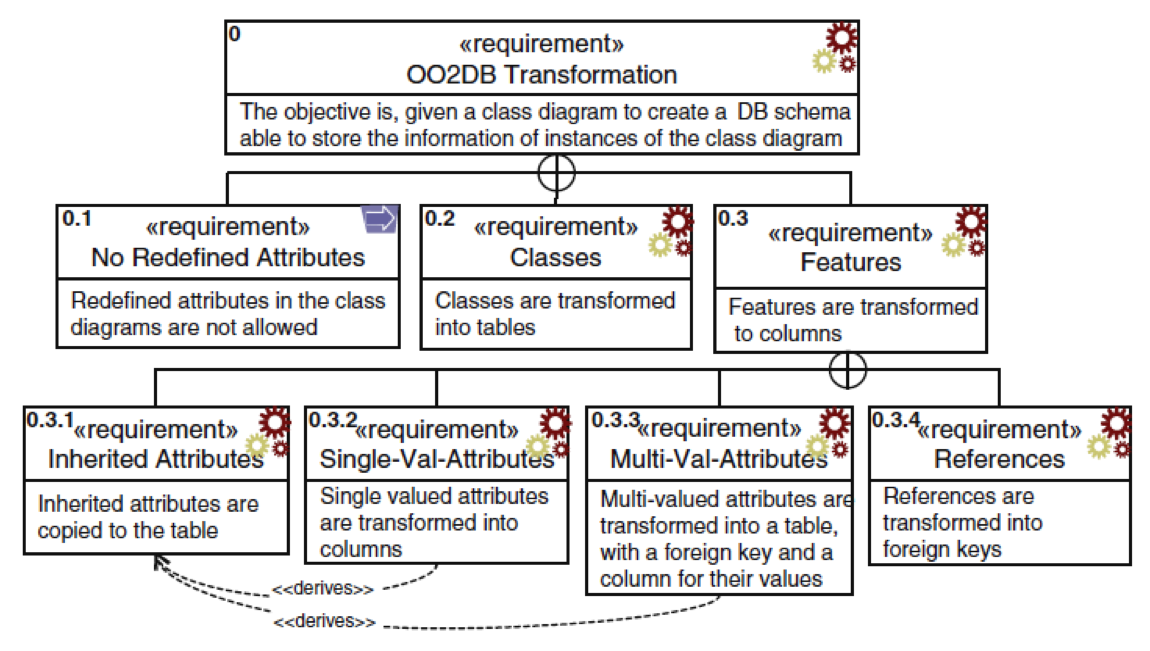 0
«requirement»
OO2DB Transformation
The objective is, given a class diagram to create a DB schema
able to store the information of instances of the class diagram
0.1
«requirement»
No Redefined Attributes
Redefined attributes in the class
diagrams are not allowed
0.2
«requirement»
Classes
Classes are transformed
into tables
0.3
«requirement»
Features
Features are transformed
to columns
0.3.1
«requirement»
Inherited Attributes
Inherited attributes are
copied to the table
0.3.2
«requirement»
Single-Val-Attributes
Single valued attributes
are transformed into
columns
0.3.3
«requirement»
Multi-Val-Attributes
Multi-valued attributes are
transformed into a table,
with a foreign key and a
column for their values
0.3.4
«requirement»
References
References are
transformed into
foreign keys
<<derives>>
<<derives>>